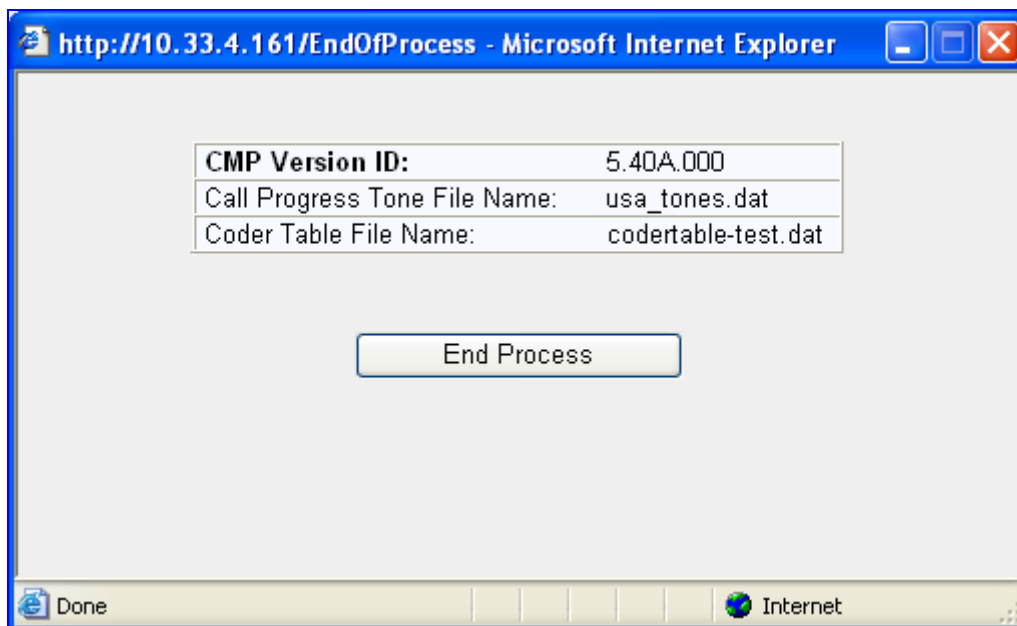 http://10.33.4.161/EndOfProcess - Microsoft Internet Explorer
CMP Version ID: 5.40A.000
Call Progress Tone File Name: usa_tones.dat
Coder Table File Name: codertable-test.dat
End Process
Done Internet